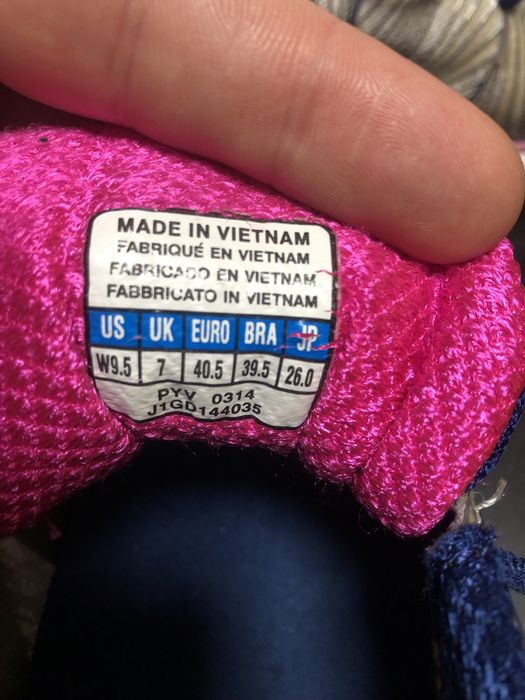 MADE IN VIETNAM
FABRIQUÉ EN VIETNAM
FABRICADO EN VIETNAM
FABBRICATO IN VIETNAM
US UK EURO BRA JP
W9.5 7 40.5 39.5 26.0
PYV 0314
J1GD144035